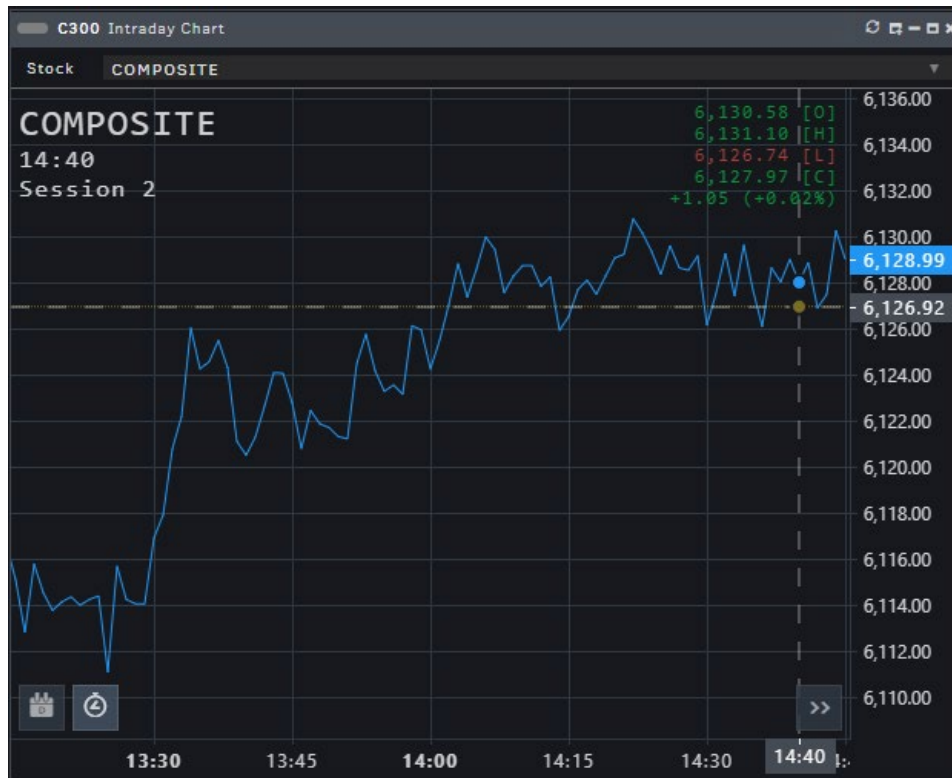 C300 Intraday Chart
Stock COMPOSITE
COMPOSITE
14:40
Session 2
6,130.58 [O]
6,131.10 [H]
6,126.74 [L]
6,127.97 [C]
+1.05 (+0.02%)
6,136.00
6,134.00
6,132.00
6,130.00
6,128.99
6,128.00
6,126.92
6,126.00
6,124.00
6,122.00
6,120.00
6,118.00
6,116.00
6,114.00
6,112.00
6,110.00
13:30 13:45 14:00 14:15 14:30 14:40